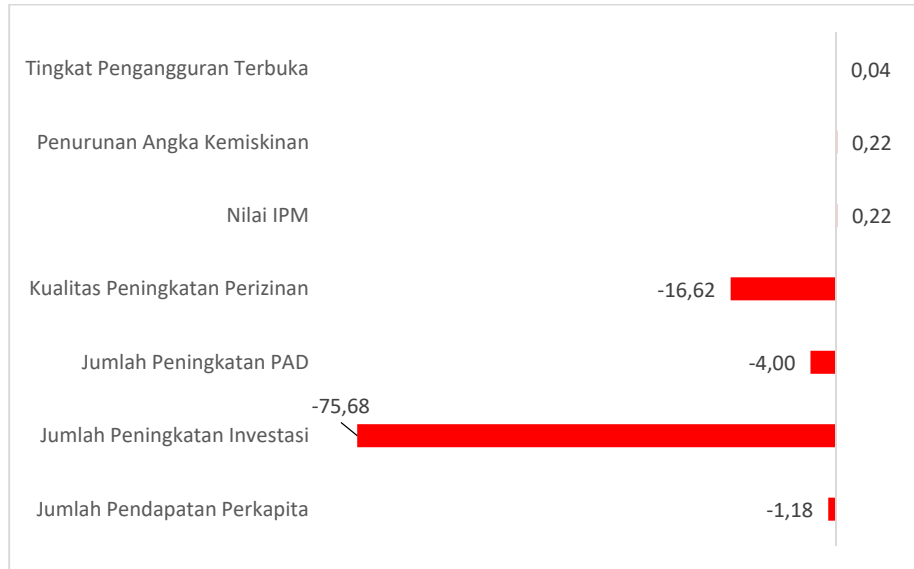 Tingkat Pengangguran Terbuka
0,04
Penurunan Angka Kemiskinan
0,22
Nilai IPM
0,22
Kualitas Peningkatan Perizinan
-16,62
Jumlah Peningkatan PAD
-4,00
-75,68
Jumlah Peningkatan Investasi
Jumlah Pendapatan Perkapita
-1,18